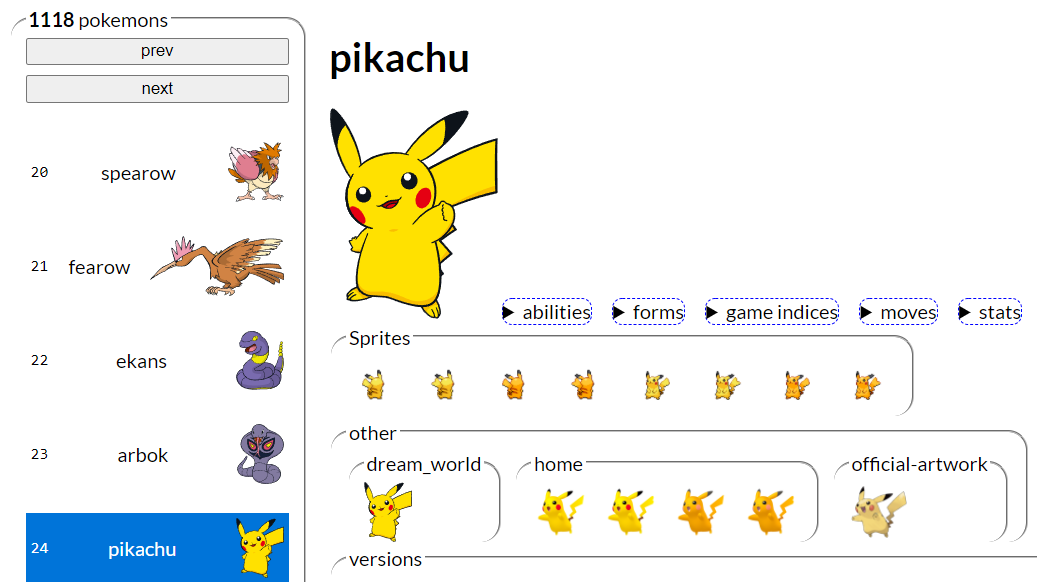 1118 pokemons
prev
next
20 spearow
21 fearow
22 ekans
23 arbok
24 pikachu
pikachu
abilities forms game indices moves stats
Sprites
other
dream_world home official-artwork
versions